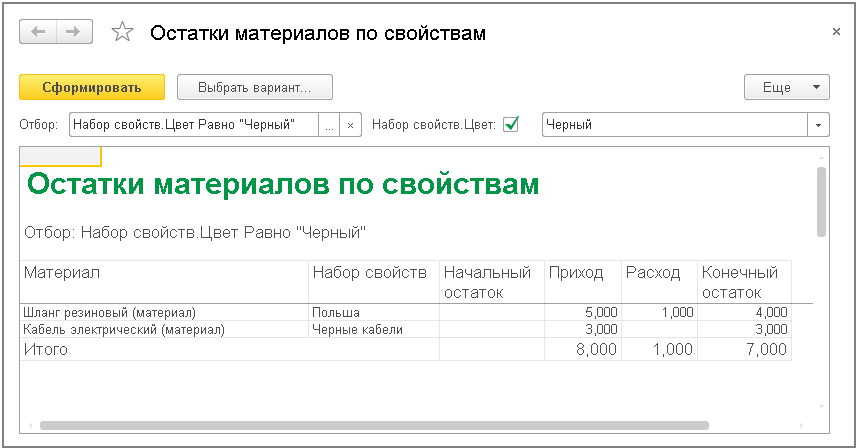 Остатки материалов по свойствам
Сформировать Выбрать вариант... Еще
Отбор: Набор свойств.Цвет Равно "Черный" ... × Набор свойств.Цвет: Черный
Остатки материалов по свойствам
Отбор: Набор свойств.Цвет Равно "Черный"
Материал Набор свойств Начальный остаток Приход Расход Конечный остаток
Шланг резиновый (материал) Польша 5,000 1,000 4,000
Кабель электрический (материал) Черные кабели 3,000 3,000
Итого 8,000 1,000 7,000